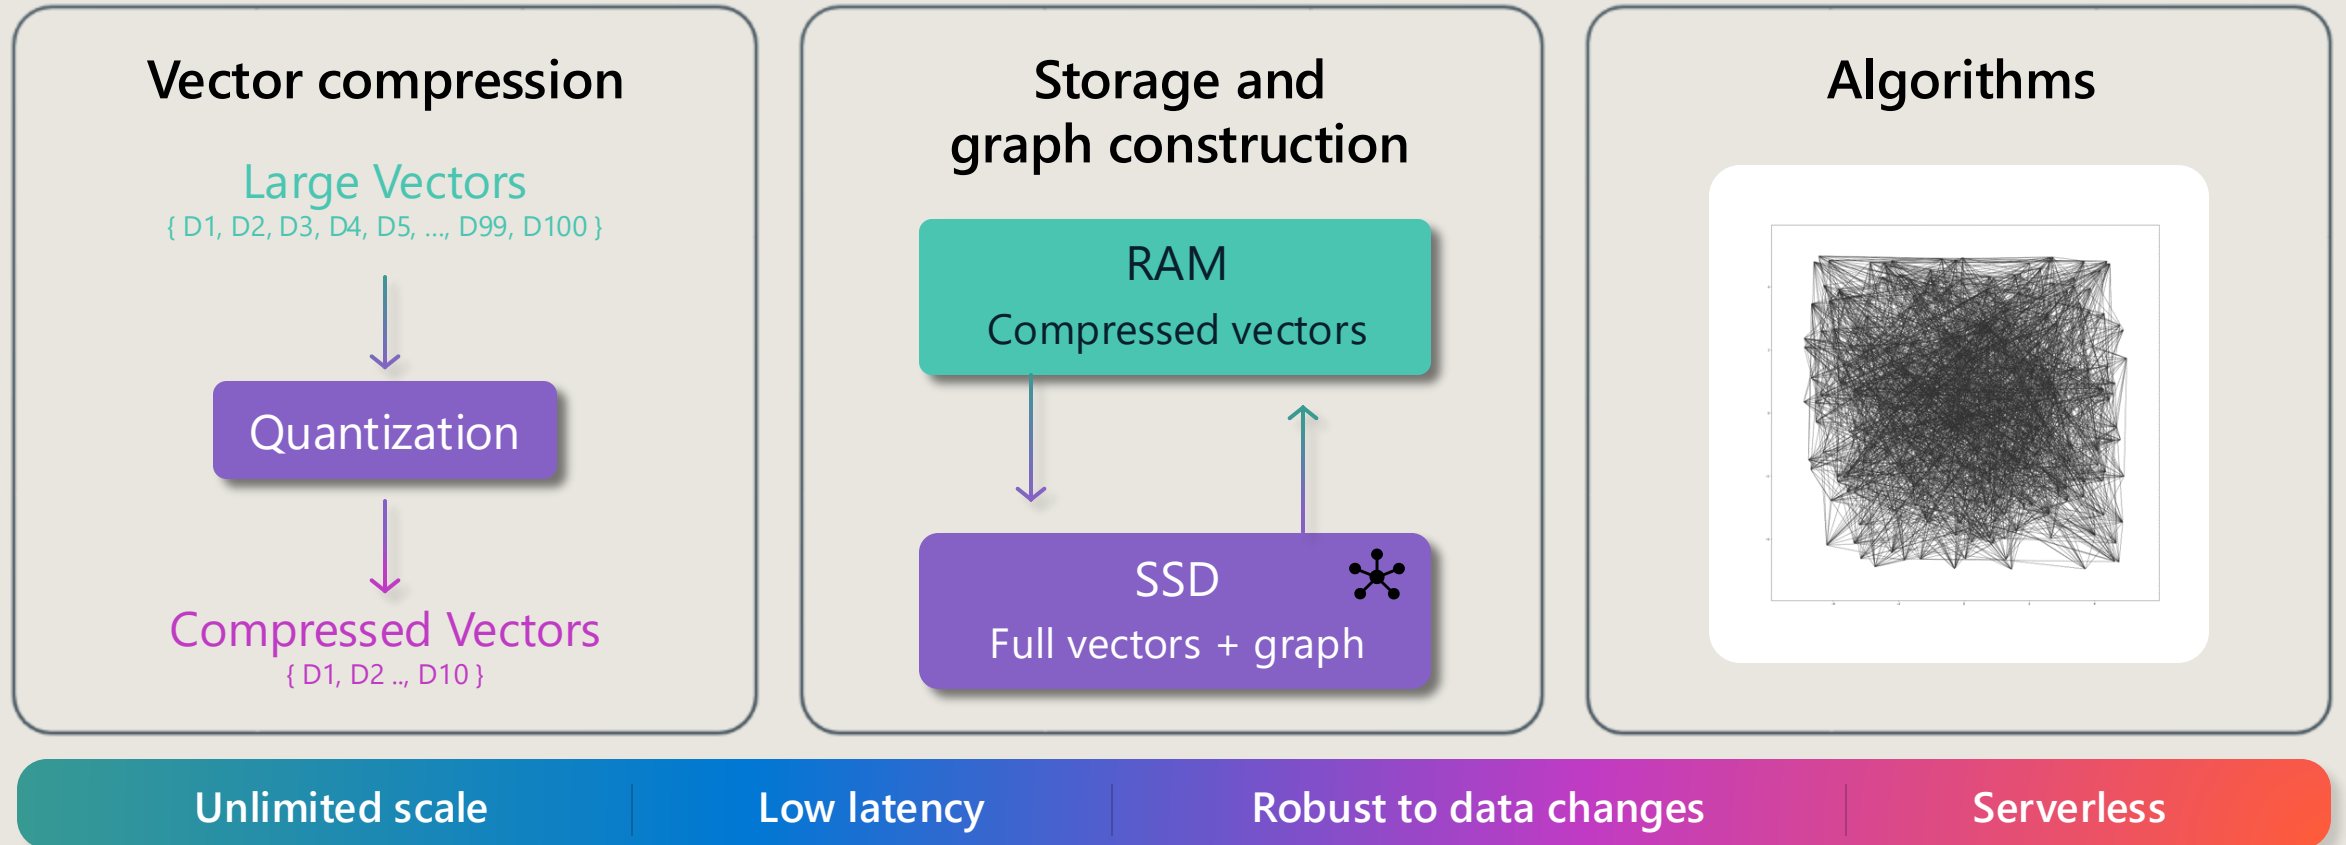 Vector compression
Large Vectors
{ D1, D2, D3, D4, D5, ..., D99, D100 }
Quantization
Compressed Vectors
{ D1, D2 .., D10 }
Storage and
graph construction
RAM
Compressed vectors
SSD
Full vectors + graph
Algorithms
Unlimited scale
Low latency
Robust to data changes
Serverless